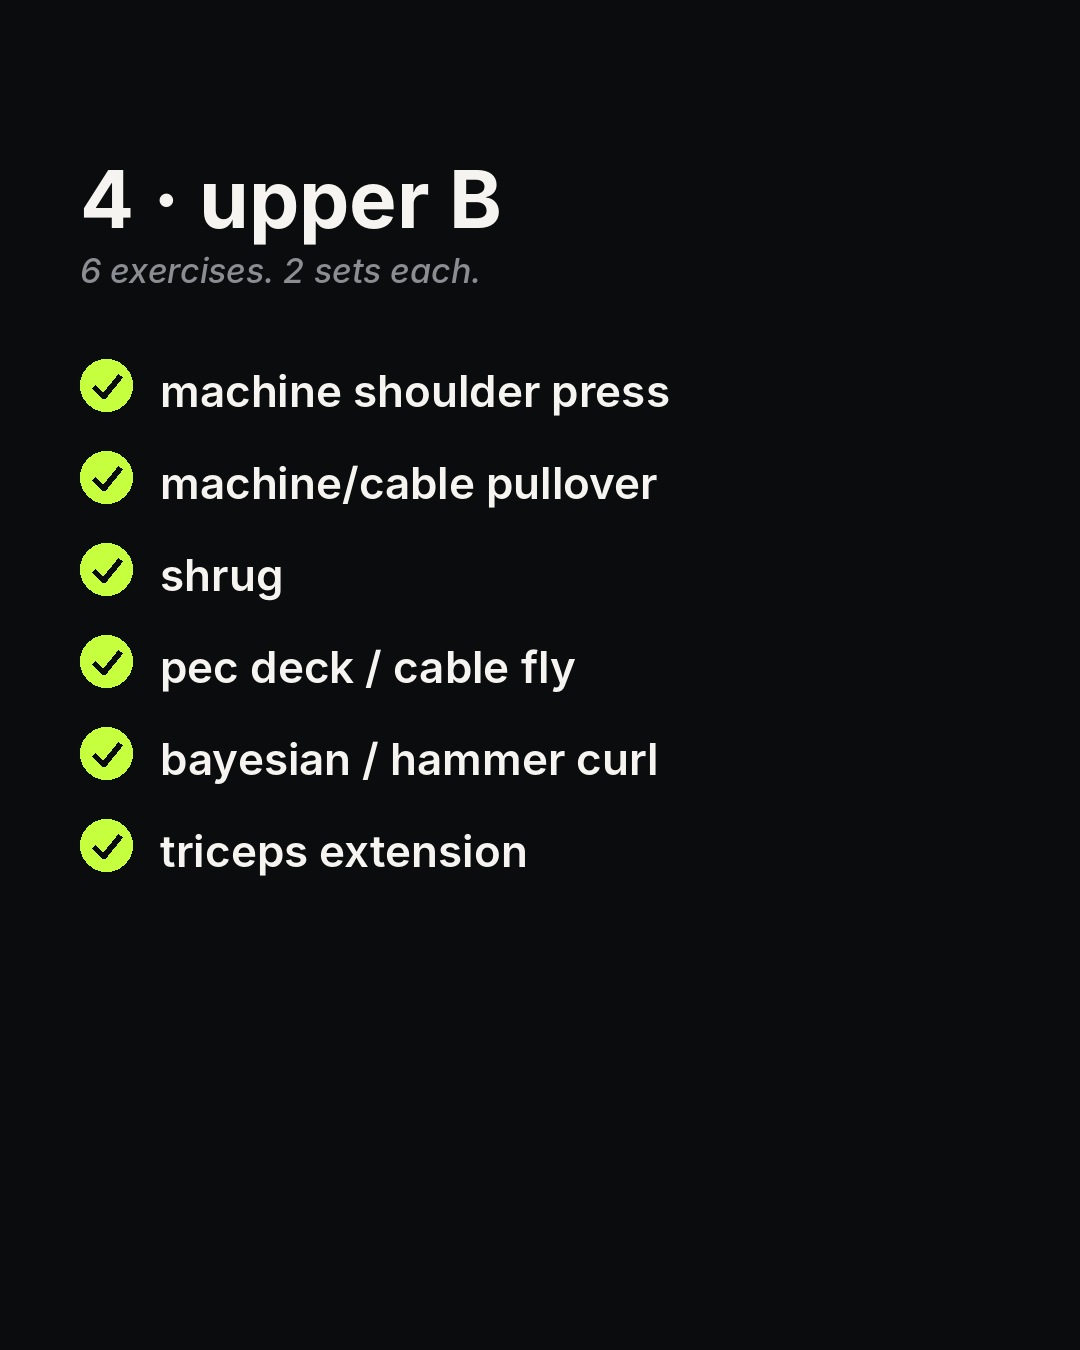 4 · upper B
6 exercises. 2 sets each.
machine shoulder press
machine/cable pullover
shrug
pec deck / cable fly
bayesian / hammer curl
triceps extension